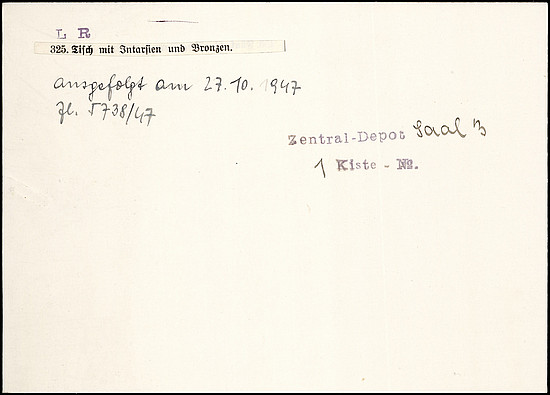 L R
325. Tisch mit Intarsien und Bronzen.
ausgefolgt am 27.10.1947
Zl. 5738/47
Zentral-Depot Saal 3
1 Kiste - №.